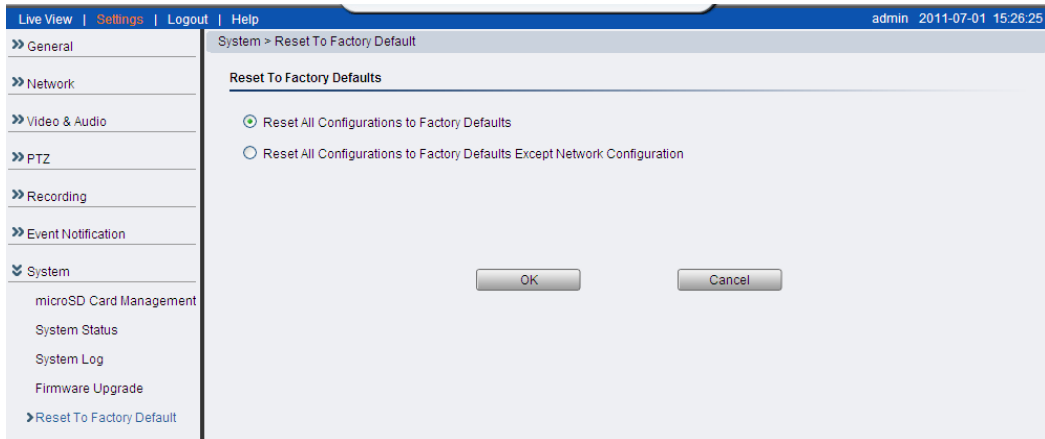 Live View | Settings | Logout | Help admin 2011-07-01 15:26:25
General
Network
Video & Audio
PTZ
Recording
Event Notification
System
microSD Card Management
System Status
System Log
Firmware Upgrade
Reset To Factory Default
System > Reset To Factory Default
Reset To Factory Defaults
Reset All Configurations to Factory Defaults
Reset All Configurations to Factory Defaults Except Network Configuration
OK Cancel